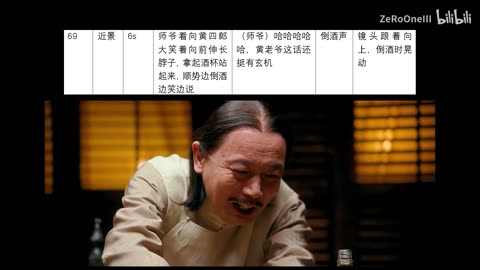 ZeRoOneIII bilibili
69 近景 6s 师爷看向黄四郎 （师爷）哈哈哈哈 倒酒声 镜头跟着向
大笑着向前伸长 哈，黄老爷这话还 上，倒酒时晃
脖子，拿起酒杯站 挺有玄机 动
起来，顺势边倒酒
边笑边说